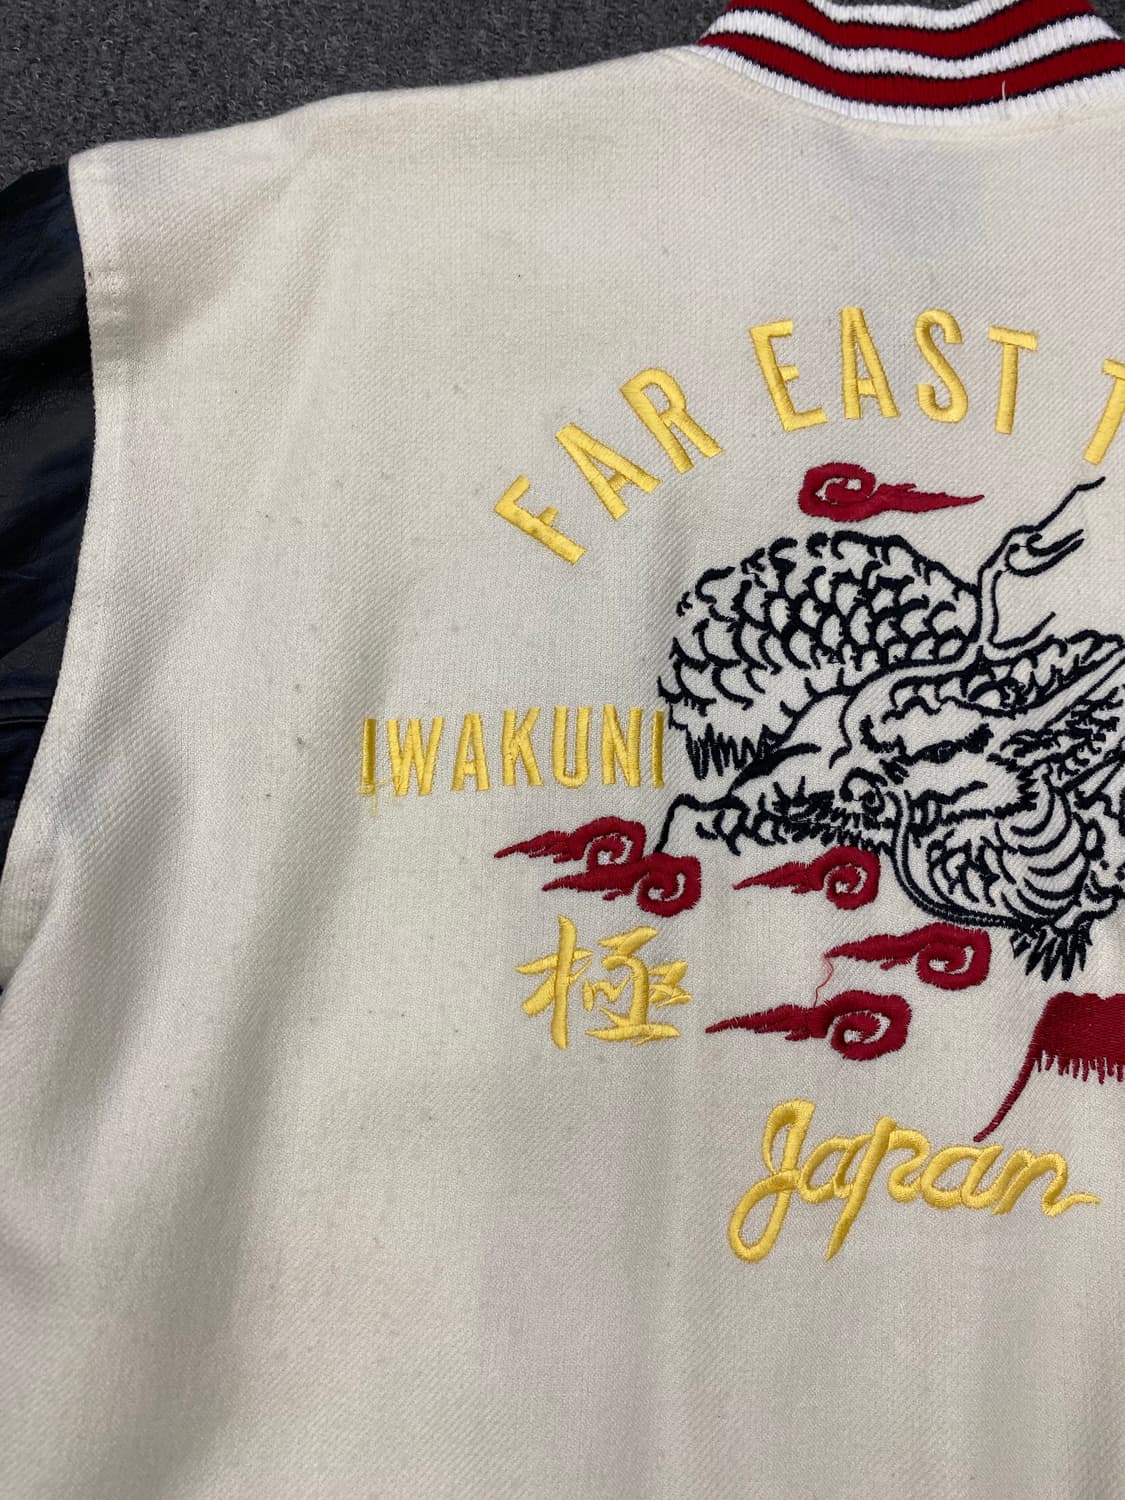 FAR EAST T
IWAKUNI
極
Japan